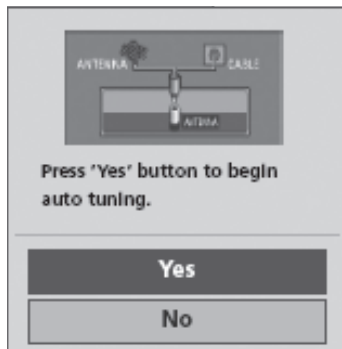 ANTENNA
CABLE
ANTENNA
Press 'Yes' button to begin
auto tuning.
Yes
No